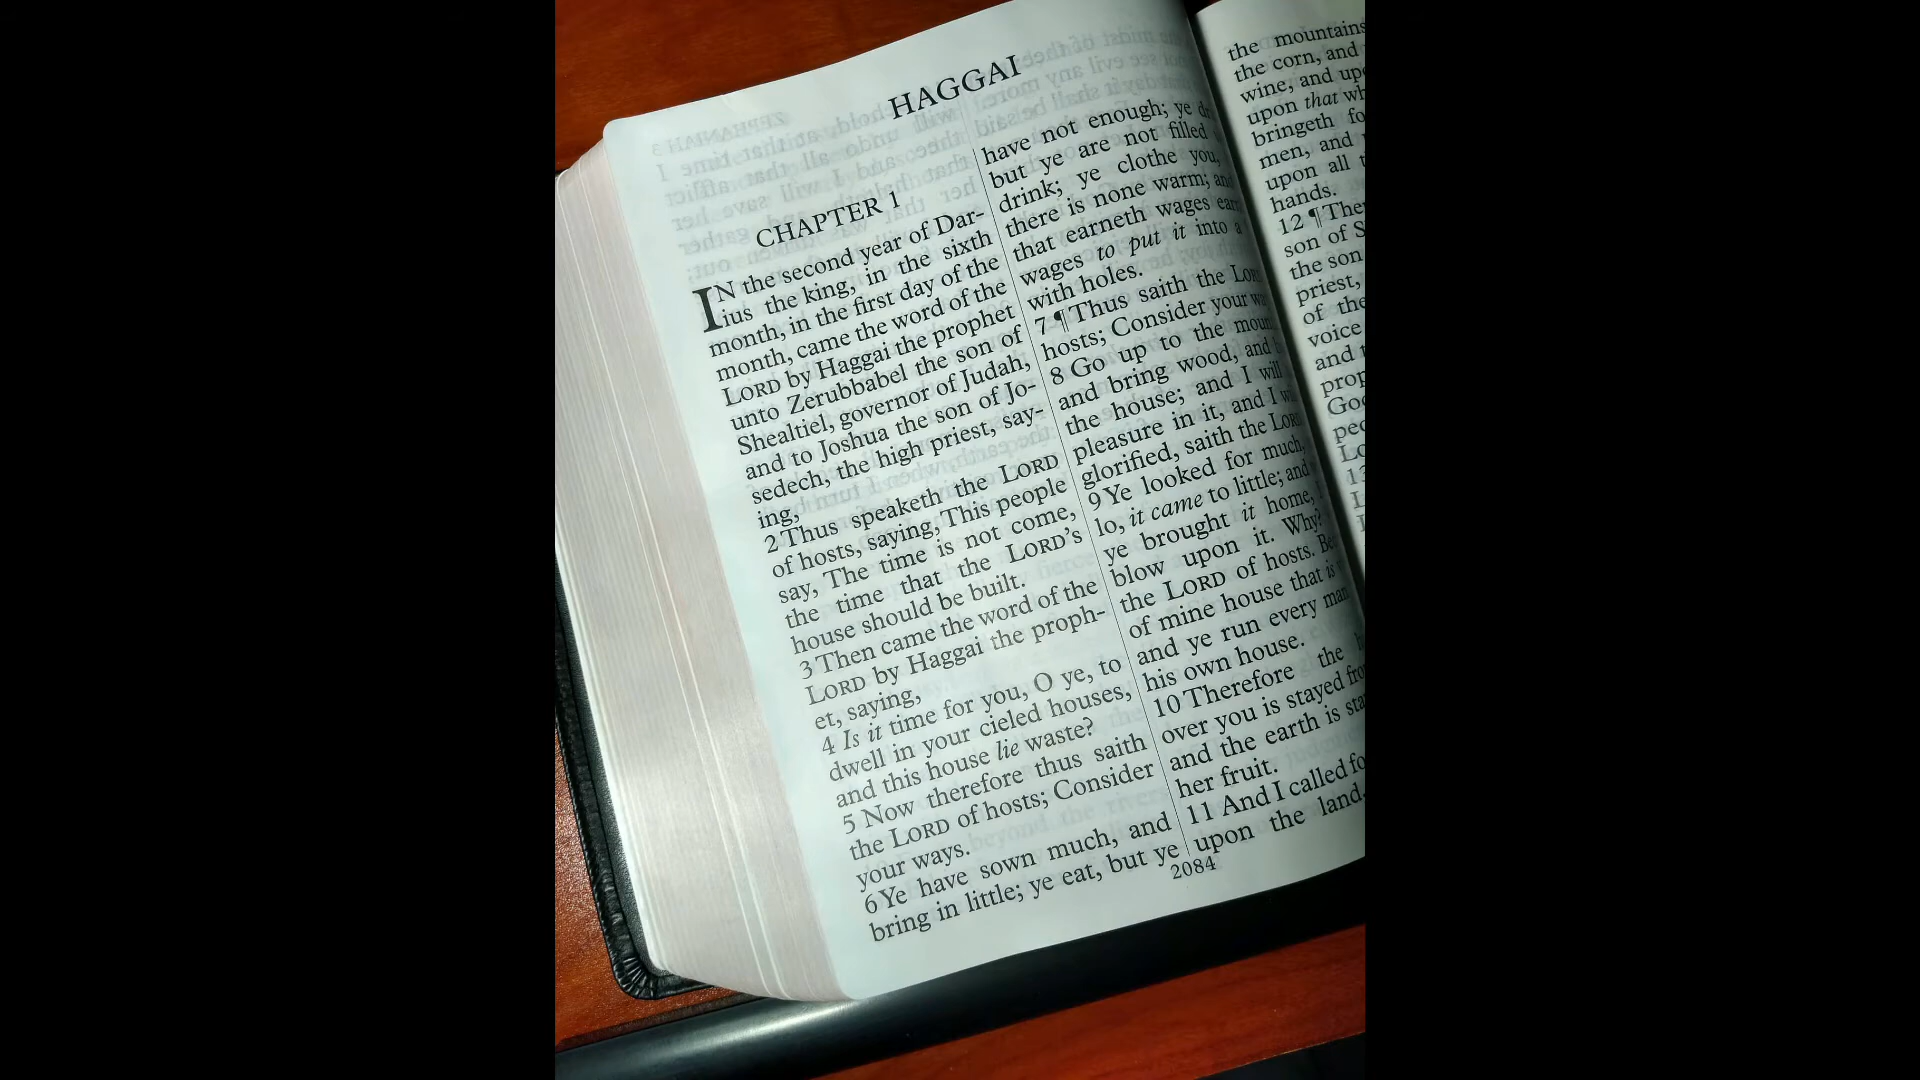 HAGGAI
CHAPTER 1
IN the second year of Dar-
ius the king, in the sixth
month, in the first day of the
month, came the word of the
LORD by Haggai the prophet
unto Zerubbabel the son of
Shealtiel, governor of Judah,
and to Joshua the son of Jo-
sedech, the high priest, say-
ing,
2 Thus speaketh the LORD
of hosts, saying, This people
say, The time is not come,
the time that the LORD'S
house should be built.
3 Then came the word of the
LORD by Haggai the proph-
et, saying,
4 Is it time for you, O ye, to
dwell in your cieled houses,
and this house lie waste?
5 Now therefore thus saith
the LORD of hosts; Consider
your ways.
6 Ye have sown much, and
bring in little; ye eat, but ye
have not enough; ye
but ye are not filled
drink; ye clothe you,
there is none warm; and
that earneth wages
wages to put it into a
with holes.
7 ¶ Thus saith the LORD
hosts; Consider your
8 Go up to the
and bring wood, and
the house; and I will
pleasure in it, and I
glorified, saith the LORD
9 Ye looked for much,
lo, it came to little; and
ye brought it home,
blow upon it. Why?
the LORD of hosts.
of mine house that is
and ye run every man
his own house.
10 Therefore the
over you is stayed
and the earth is
her fruit.
11 And I called
upon the land,
2084
the mountains
the corn, and
wine, and
upon that
bringeth
men, and
upon all
hands.
12 ¶
son of
the son
priest,
of the
voice
and